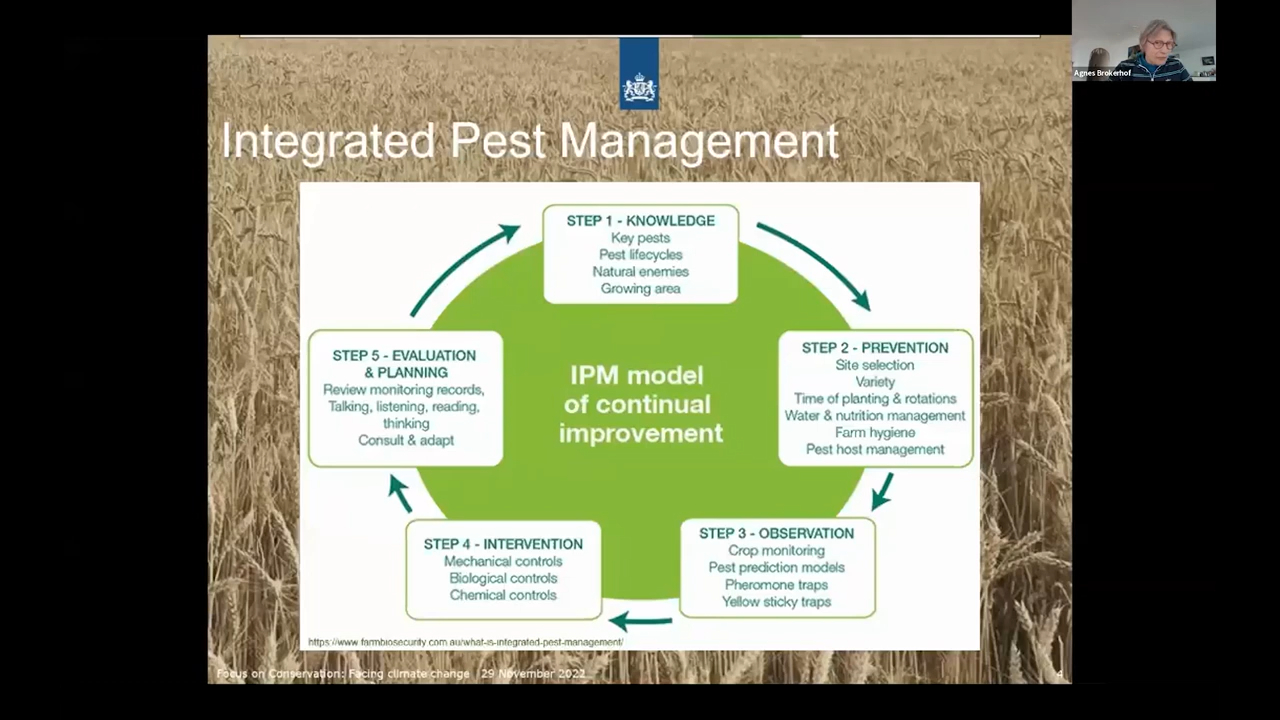 Agnes Brokerhof
Integrated Pest Management
STEP 1 - KNOWLEDGE
Key pests
Pest lifecycles
Natural enemies
Growing area
STEP 2 - PREVENTION
Site selection
Variety
Time of planting & rotations
Water & nutrition management
Farm hygiene
Pest host management
STEP 3 - OBSERVATION
Crop monitoring
Pest prediction models
Pheromone traps
Yellow sticky traps
STEP 4 - INTERVENTION
Mechanical controls
Biological controls
Chemical controls
STEP 5 - EVALUATION
& PLANNING
Review monitoring records,
Talking, listening, reading,
thinking
Consult & adapt
IPM model
of continual
improvement
https://www.farmbiosecurity.com.au/what-is-integrated-pest-management/
Focus on Conservation: Facing climate change 29 November 2022
4